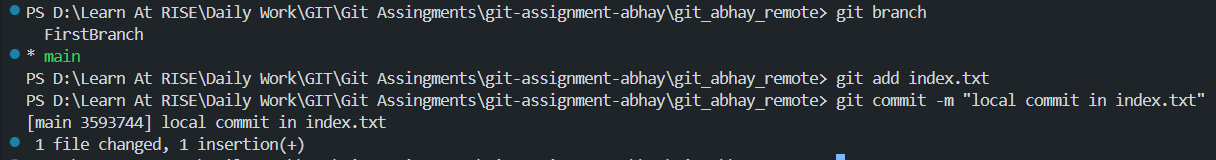 PS D:\Learn At RISE\Daily Work\GIT\Git Assingments\git-assignment-abhay\git_abhay_remote> git branch
FirstBranch
* main
PS D:\Learn At RISE\Daily Work\GIT\Git Assingments\git-assignment-abhay\git_abhay_remote> git add index.txt
PS D:\Learn At RISE\Daily Work\GIT\Git Assingments\git-assignment-abhay\git_abhay_remote> git commit -m "local commit in index.txt"
[main 3593744] local commit in index.txt
1 file changed, 1 insertion(+)